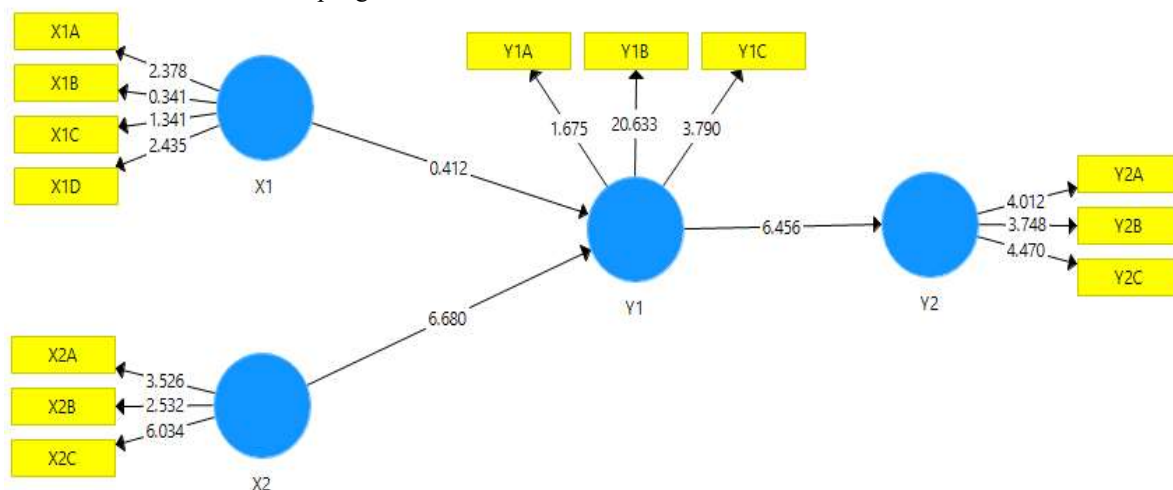 X1A
X1B
X1C
X1D
2.378
0.341
1.341
2.435
X1
0.412
Y1A
Y1B
Y1C
1.675
20.633
3.790
Y1
6.456
Y2
4.012
3.748
4.470
Y2A
Y2B
Y2C
6.680
X2A
X2B
X2C
3.526
2.532
6.034
X2